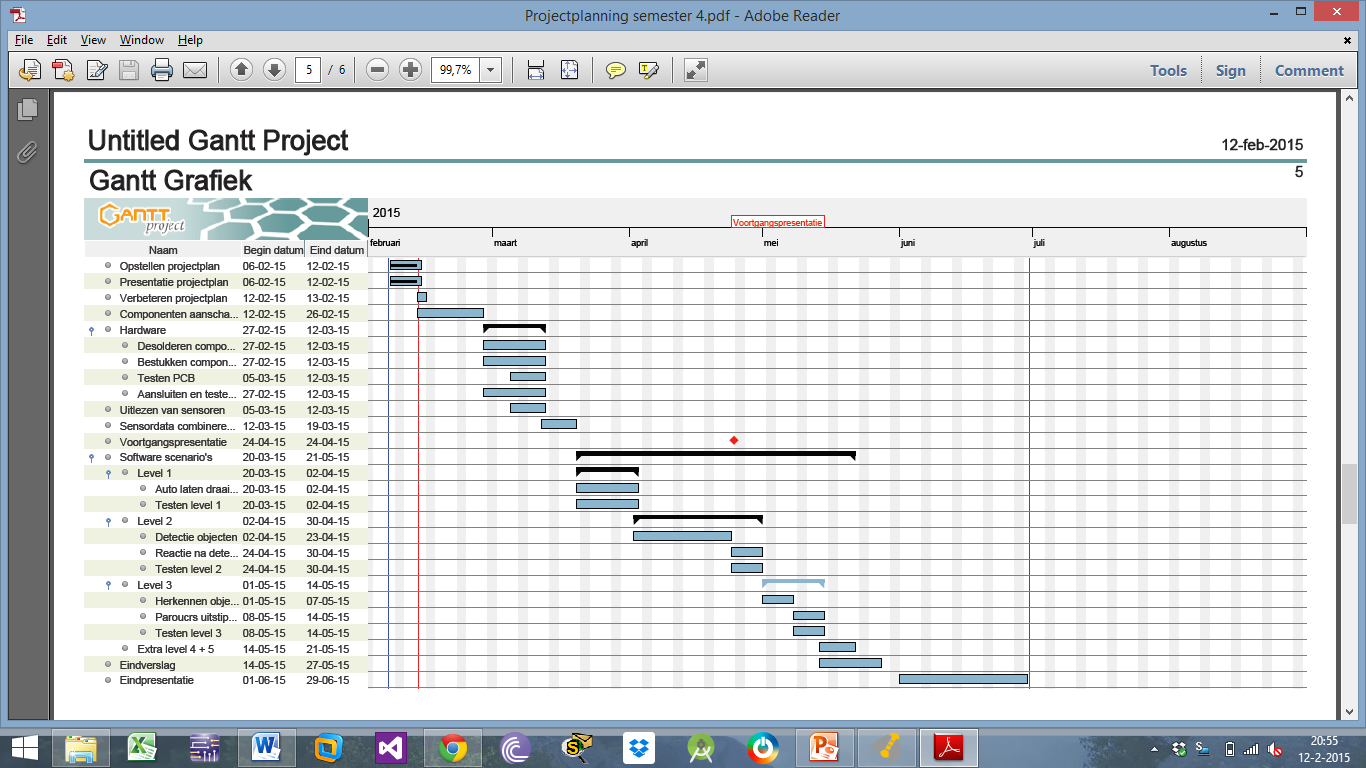 Projectplanning semester 4.pdf - Adobe Reader
File Edit View Window Help
5 / 6 99,7% Tools Sign Comment
Untitled Gantt Project 12-feb-2015
5
Gantt Grafiek
GANTT project
2015
Voortgangspresentatie
februari maart april mei juni juli augustus
Naam Begin datum Eind datum
Opstellen projectplan 06-02-15 12-02-15
Presentatie projectplan 06-02-15 12-02-15
Verbeteren projectplan 12-02-15 13-02-15
Componenten aanscha... 12-02-15 26-02-15
Hardware 27-02-15 12-03-15
Desolderen compo... 27-02-15 12-03-15
Bestukken compon... 27-02-15 12-03-15
Testen PCB 05-03-15 12-03-15
Aansluiten en teste... 27-02-15 12-03-15
Uitlezen van sensoren 05-03-15 12-03-15
Sensordata combinere... 12-03-15 19-03-15
Voortgangspresentatie 24-04-15 24-04-15
Software scenario's 20-03-15 21-05-15
Level 1 20-03-15 02-04-15
Auto laten draai... 20-03-15 02-04-15
Testen level 1 20-03-15 02-04-15
Level 2 02-04-15 30-04-15
Detectie objecten 02-04-15 23-04-15
Reactie na dete... 24-04-15 30-04-15
Testen level 2 24-04-15 30-04-15
Level 3 01-05-15 14-05-15
Herkennen obje... 01-05-15 07-05-15
Paroucrs uitstip... 08-05-15 14-05-15
Testen level 3 08-05-15 14-05-15
Extra level 4 + 5 14-05-15 21-05-15
Eindverslag 14-05-15 27-05-15
Eindpresentatie 01-06-15 29-06-15
20:55
12-2-2015